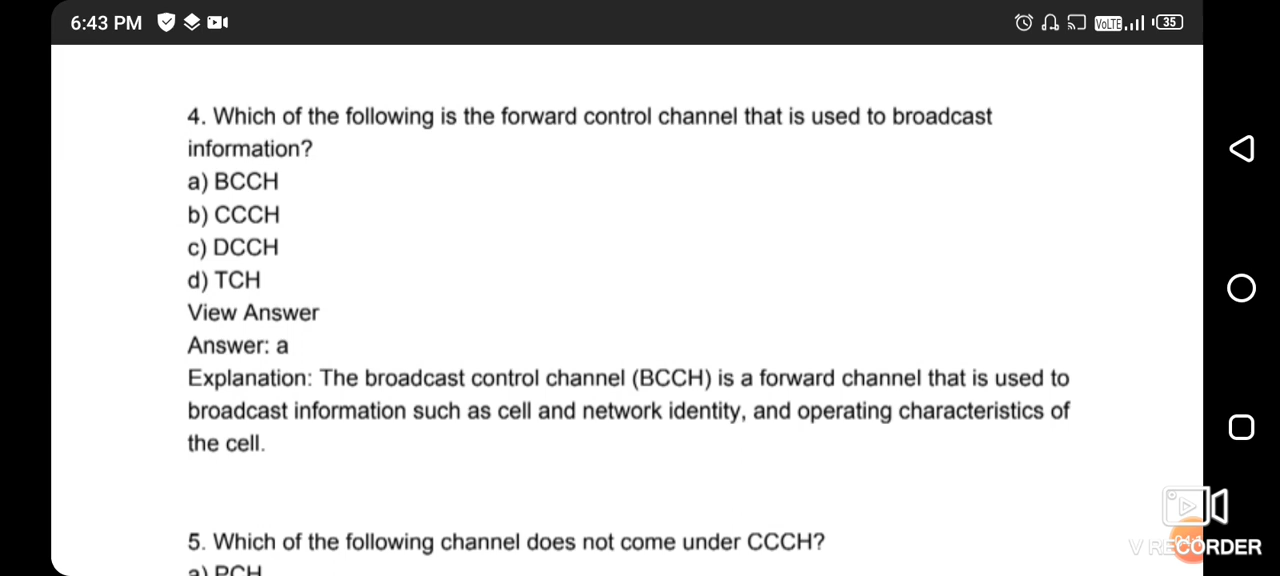 6:43 PM VoLTE 35
4. Which of the following is the forward control channel that is used to broadcast
information?
a) BCCH
b) CCCH
c) DCCH
d) TCH
View Answer
Answer: a
Explanation: The broadcast control channel (BCCH) is a forward channel that is used to
broadcast information such as cell and network identity, and operating characteristics of
the cell.
5. Which of the following channel does not come under CCCH?
a) PCH
V RECORDER